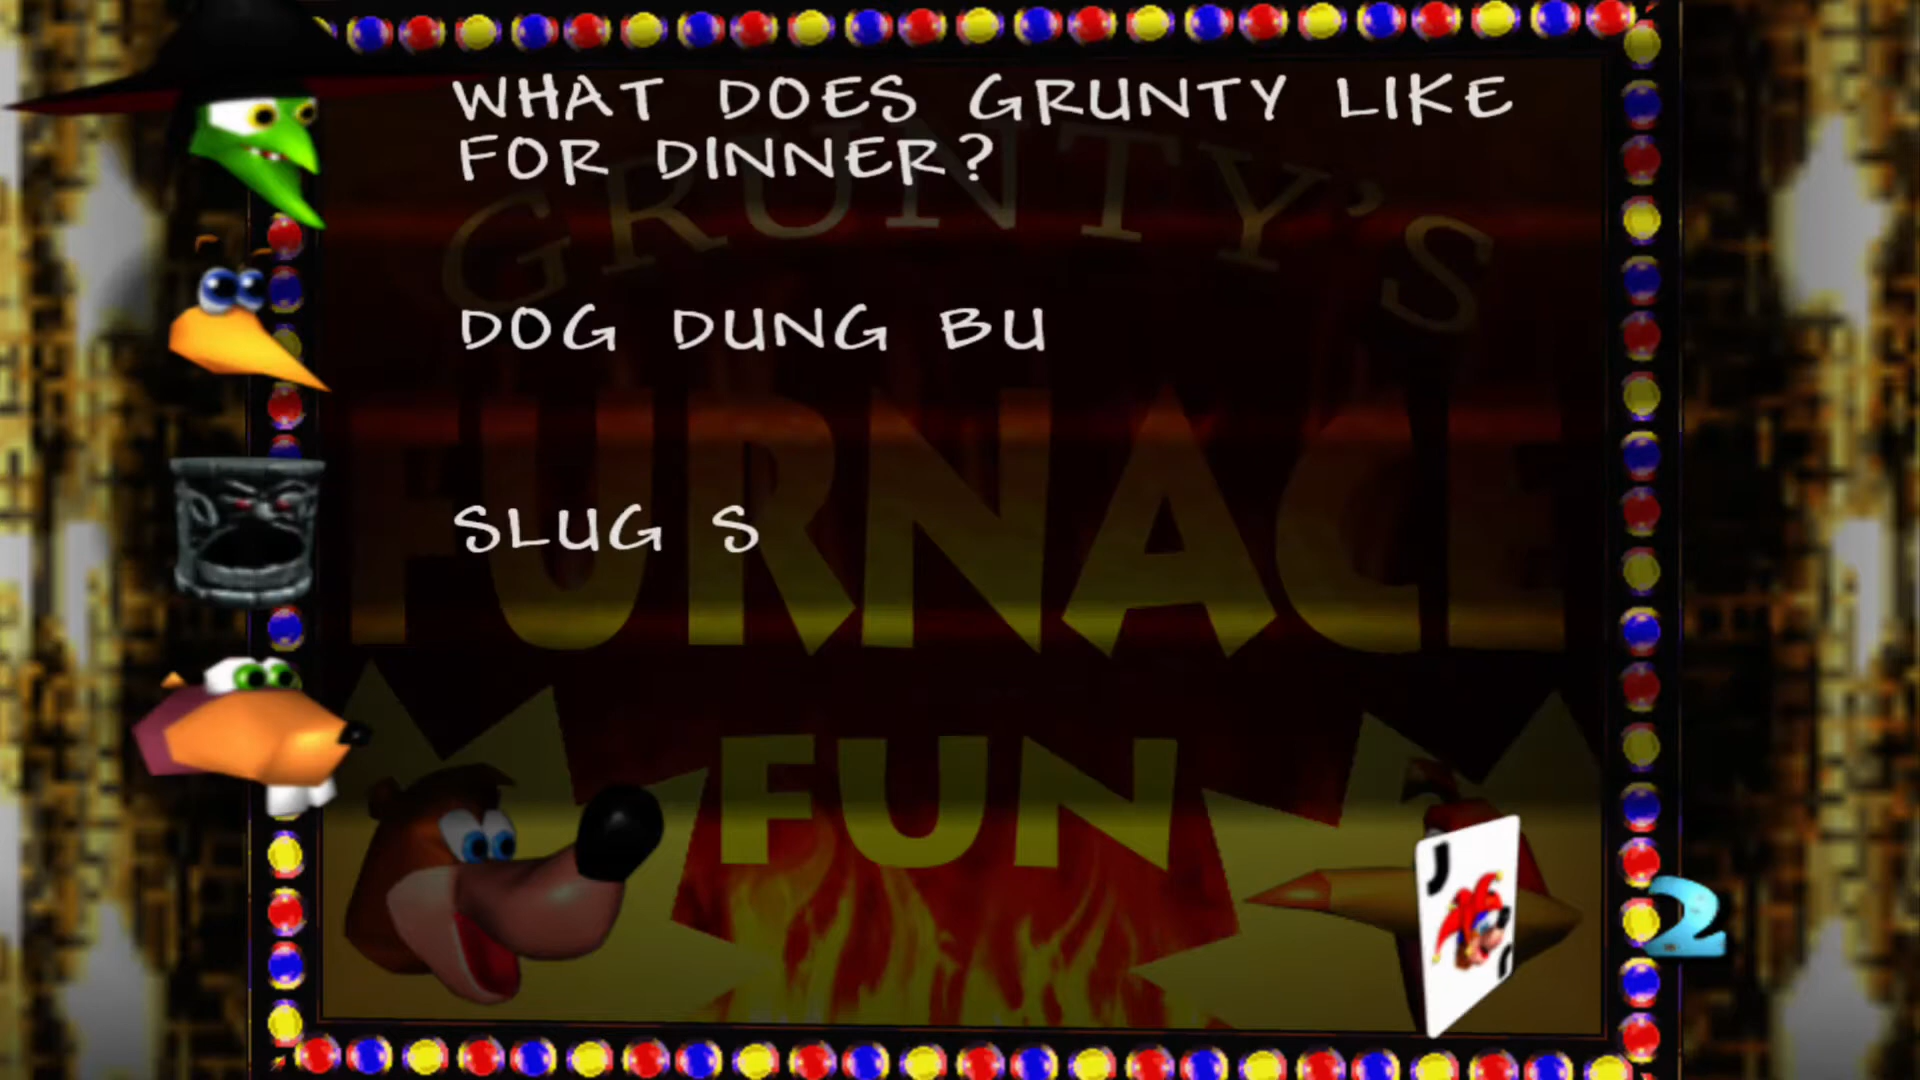 WHAT DOES GRUNTY LIKE
FOR DINNER?
GRUNTY'S
DOG DUNG BU
FURNACE
SLUG S
FUN
J
J
2